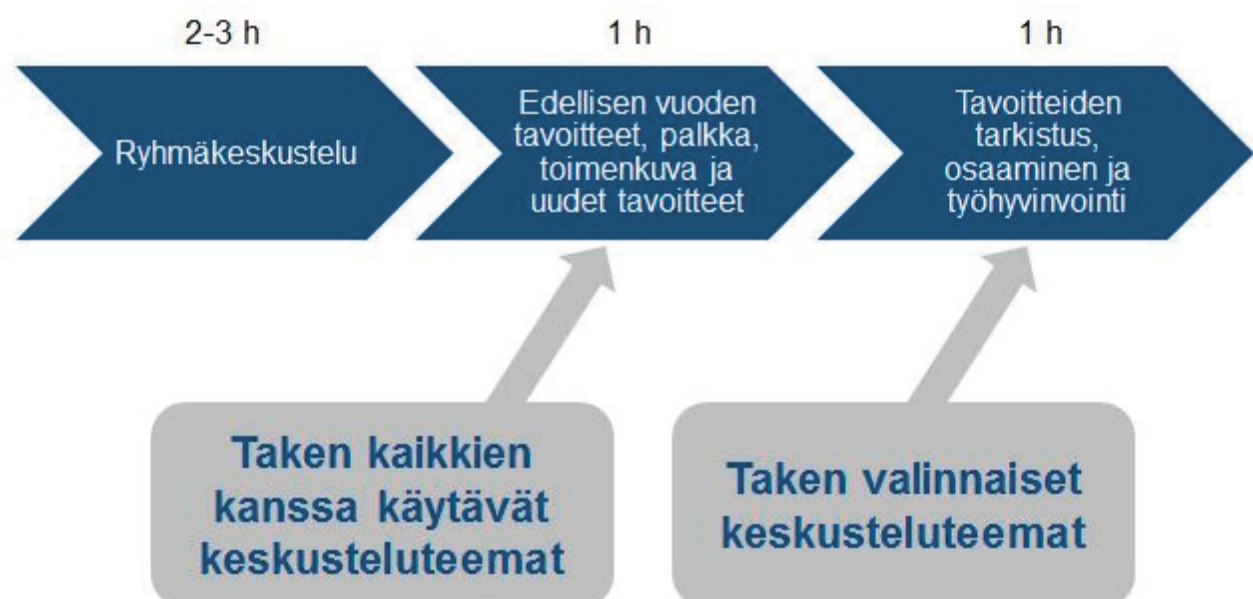 2-3 h
1 h
1 h
Ryhmäkeskustelu
Edellisen vuoden
tavoitteet, palkka,
toimenkuva ja
uudet tavoitteet
Tavoitteiden
tarkistus,
osaaminen ja
työhyvinvointi
Taken kaikkien
kanssa käytävät
keskusteluteemat
Taken valinnaiset
keskusteluteemat